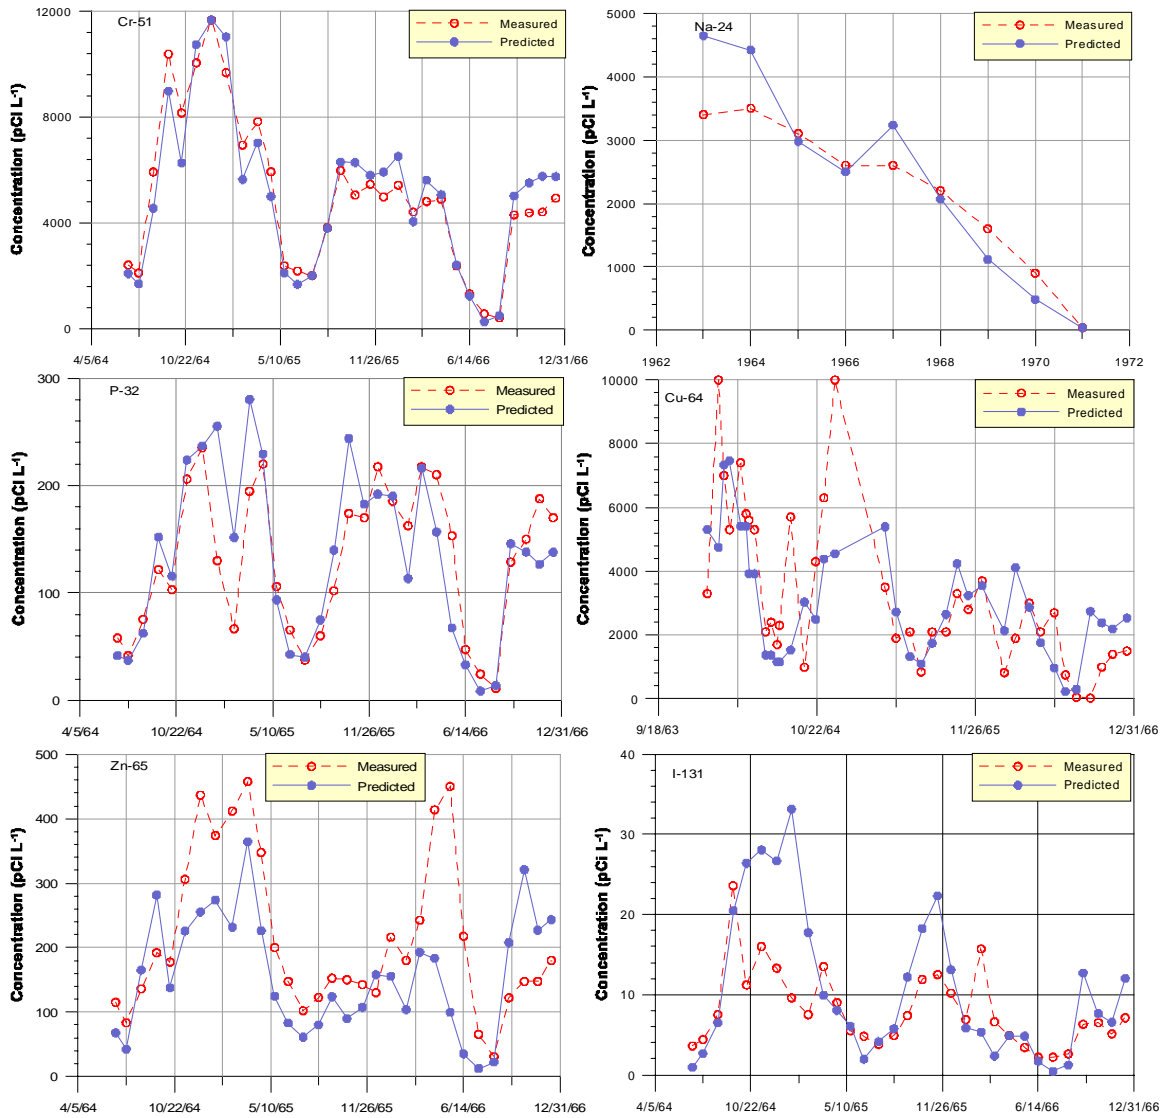 Cr-51
Measured
Predicted
12000
8000
4000
0
Concentration (pCi L-1)
4/5/64 10/22/64 5/10/65 11/26/65 6/14/66 12/31/66
Na-24
Measured
Predicted
5000
4000
3000
2000
1000
0
Concentration (pCi L-1)
1962 1964 1966 1968 1970 1972
P-32
Measured
Predicted
300
200
100
0
Concentration (pCi L-1)
4/5/64 10/22/64 5/10/65 11/26/65 6/14/66 12/31/66
Cu-64
Measured
Predicted
10000
8000
6000
4000
2000
0
Concentration (pCi L-1)
9/18/63 10/22/64 11/26/65 12/31/66
Zn-65
Measured
Predicted
500
400
300
200
100
0
Concentration (pCi L-1)
4/5/64 10/22/64 5/10/65 11/26/65 6/14/66 12/31/66
I-131
Measured
Predicted
40
30
20
10
0
Concentration (pCi L-1)
4/5/64 10/22/64 5/10/65 11/26/65 6/14/66 12/31/66